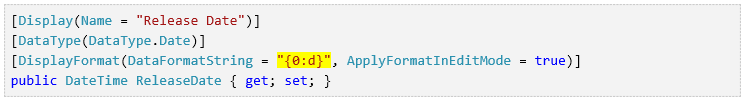 [Display(Name = "Release Date")]
[DataType(DataType.Date)]
[DisplayFormat(DataFormatString = "{0:d}", ApplyFormatInEditMode = true)]
public DateTime ReleaseDate { get; set; }